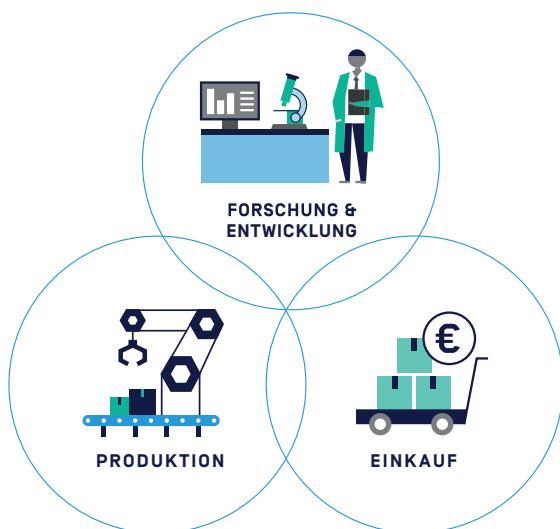 €
FORSCHUNG &
ENTWICKLUNG
PRODUKTION
EINKAUF